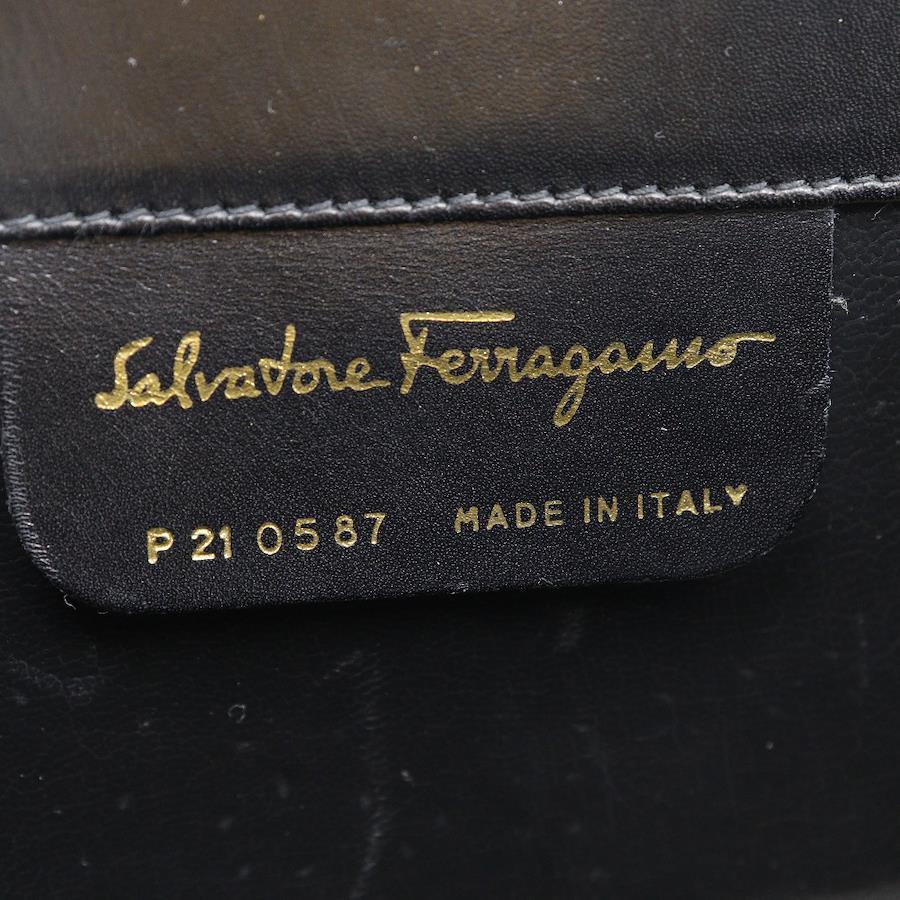 Salvatore Ferragamo
P 21 0587 MADE IN ITALY